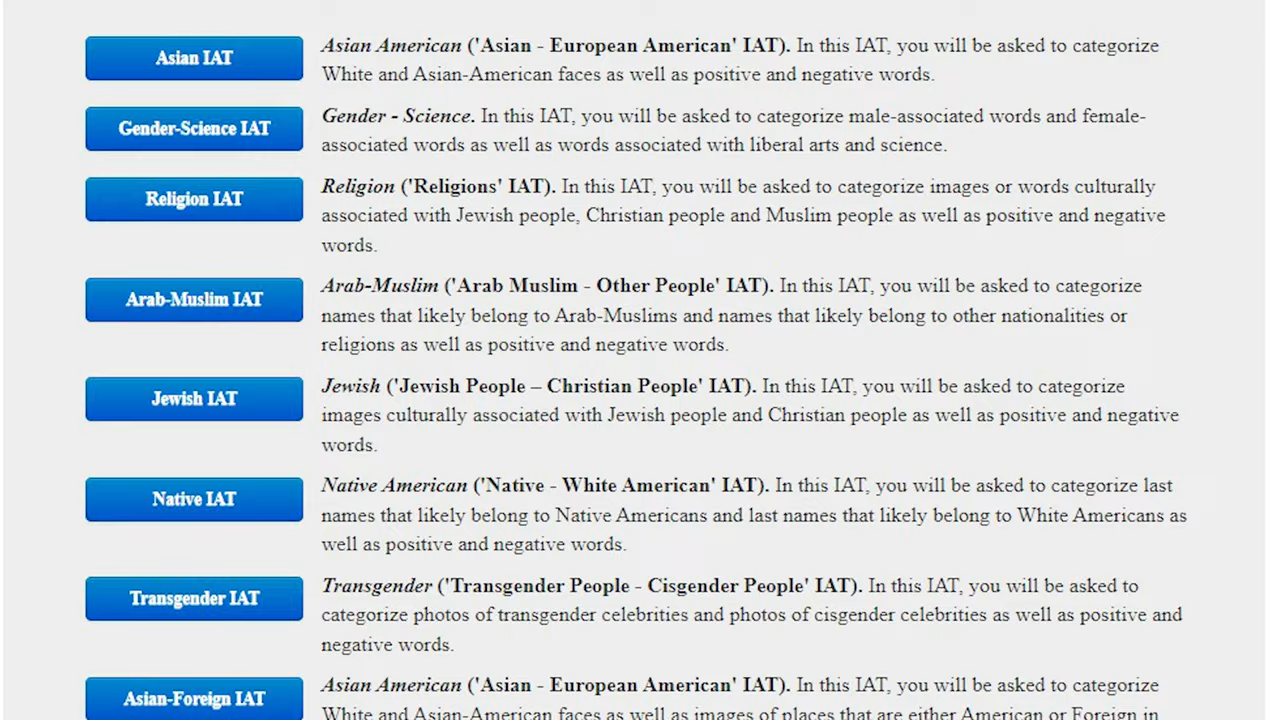 Asian IAT
Asian American ('Asian - European American' IAT). In this IAT, you will be asked to categorize
White and Asian-American faces as well as positive and negative words.
Gender-Science IAT
Gender - Science. In this IAT, you will be asked to categorize male-associated words and female-
associated words as well as words associated with liberal arts and science.
Religion IAT
Religion ('Religions' IAT). In this IAT, you will be asked to categorize images or words culturally
associated with Jewish people, Christian people and Muslim people as well as positive and negative
words.
Arab-Muslim IAT
Arab-Muslim ('Arab Muslim - Other People' IAT). In this IAT, you will be asked to categorize
names that likely belong to Arab-Muslims and names that likely belong to other nationalities or
religions as well as positive and negative words.
Jewish IAT
Jewish ('Jewish People – Christian People' IAT). In this IAT, you will be asked to categorize
images culturally associated with Jewish people and Christian people as well as positive and negative
words.
Native IAT
Native American ('Native - White American' IAT). In this IAT, you will be asked to categorize last
names that likely belong to Native Americans and last names that likely belong to White Americans as
well as positive and negative words.
Transgender IAT
Transgender ('Transgender People - Cisgender People' IAT). In this IAT, you will be asked to
categorize photos of transgender celebrities and photos of cisgender celebrities as well as positive and
negative words.
Asian-Foreign IAT
Asian American ('Asian - European American' IAT). In this IAT, you will be asked to categorize
White and Asian-American faces as well as images of places that are either American or Foreign in